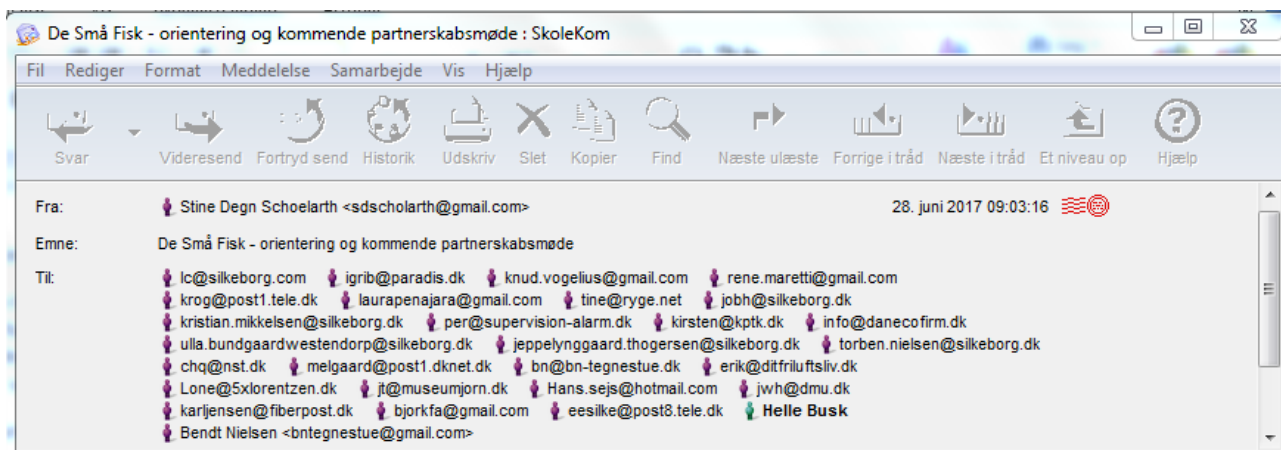 De Små Fisk - orientering og kommende partnerskabsmøde : SkoleKom
Fil Rediger Format Meddelelse Samarbejde Vis Hjælp
Svar Videresend Fortryd send Historik Udskriv Slet Kopier Find Næste ulæste Forrige i tråd Næste i tråd Et niveau op Hjælp
Fra: Stine Degn Schoelarth <sdscholarth@gmail.com> 28. juni 2017 09:03:16
Emne: De Små Fisk - orientering og kommende partnerskabsmøde
Til: lc@silkeborg.com igrib@paradis.dk knud.vogelius@gmail.com rene.maretti@gmail.com
krog@post1.tele.dk laurapenajara@gmail.com tine@ryge.net jobh@silkeborg.dk
kristian.mikkelsen@silkeborg.dk per@supervision-alarm.dk kirsten@kptk.dk info@danecofirm.dk
ulla.bundgaardwestendorp@silkeborg.dk jeppelynggaard.thogersen@silkeborg.dk torben.nielsen@silkeborg.dk
chq@nst.dk melgaard@post1.dknet.dk bn@bn-tegnestue.dk erik@ditfriluftsliv.dk
Lone@5xlorentzen.dk jt@museumjorn.dk Hans.sejs@hotmail.com jwh@dmu.dk
karljensen@fiberpost.dk bjorkfa@gmail.com eesilke@post8.tele.dk Helle Busk
Bendt Nielsen <bntegnestue@gmail.com>